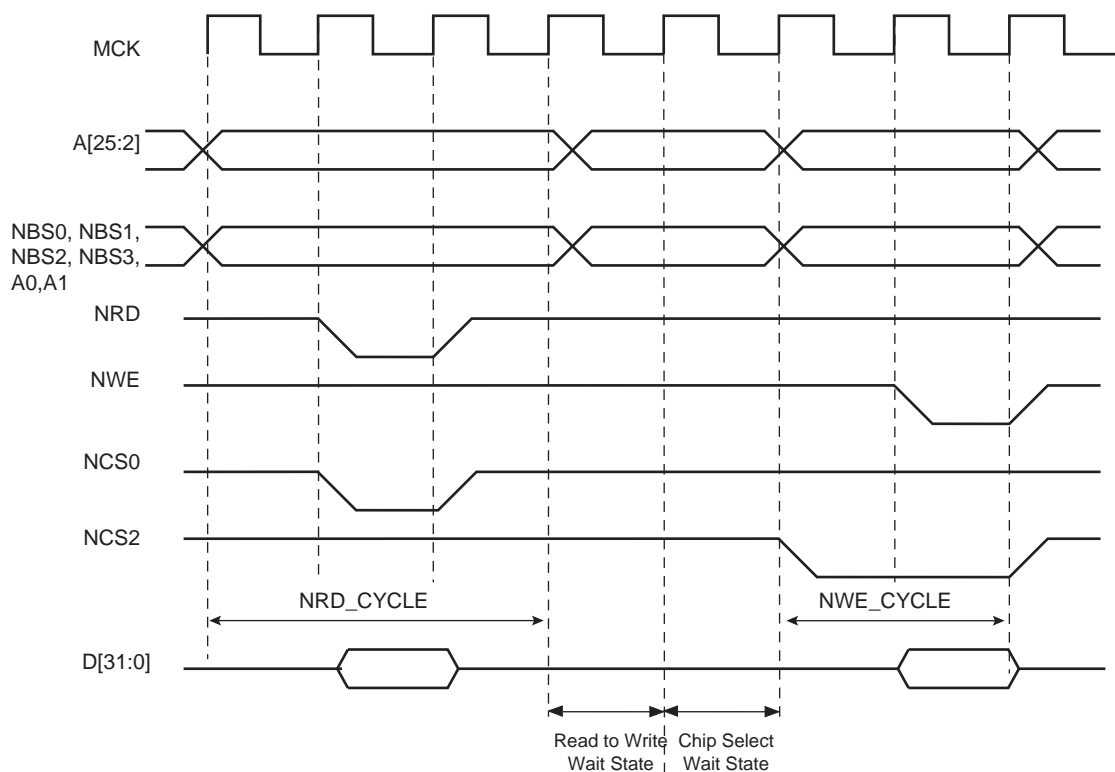 MCK
A[25:2]
NBS0, NBS1,
NBS2, NBS3,
A0,A1
NRD
NWE
NCS0
NCS2
NRD_CYCLE
NWE_CYCLE
D[31:0]
Read to Write
Wait State
Chip Select
Wait State